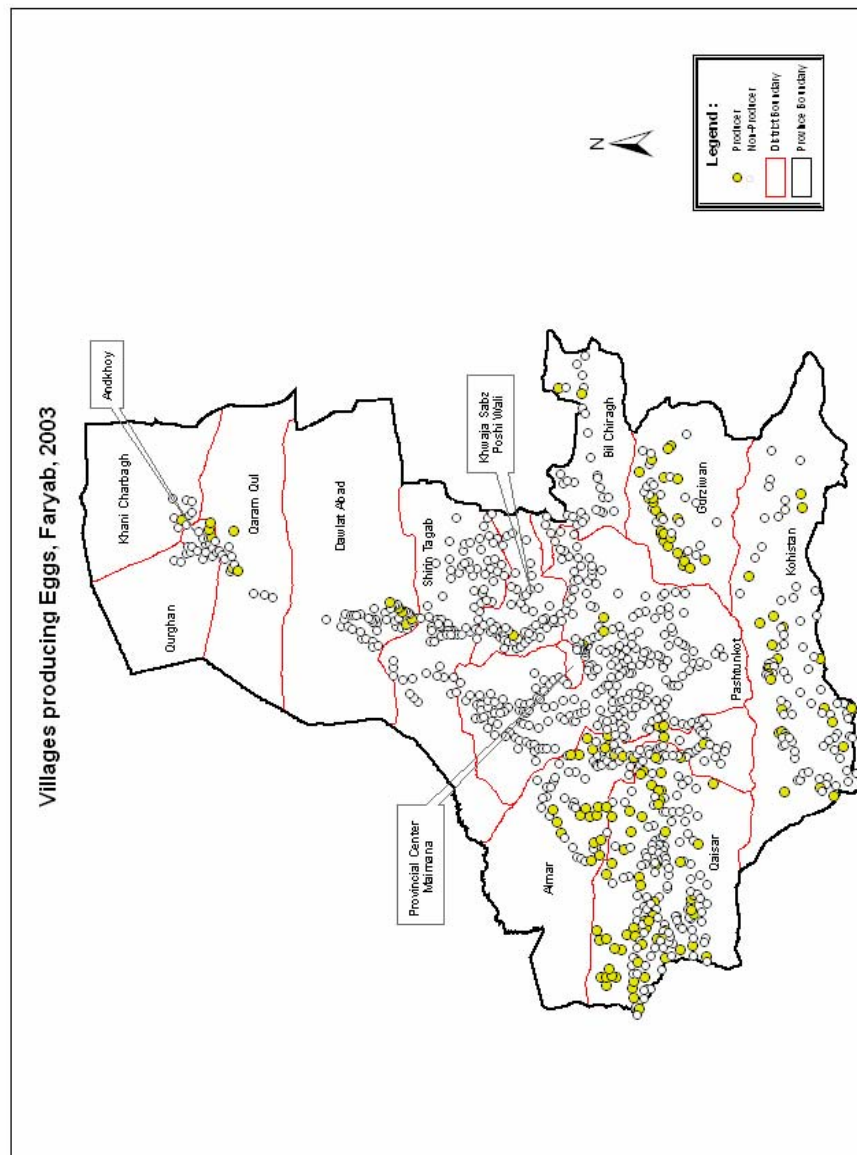 Villages producing Eggs, Faryab, 2003
Andkhoy
Khani Charbagh
Qurghan
Qaram Qul
Dawlat Abad
Shirin Tagab
Khwaja Sabz
Poshi Wali
Bil Chiragh
Gurziwan
Kohistan
Pashtunkot
Provincial Center
Maimana
Almar
Qaisar
N
Legend :
Producer
Non-Producer
District Boundary
Province Boundary